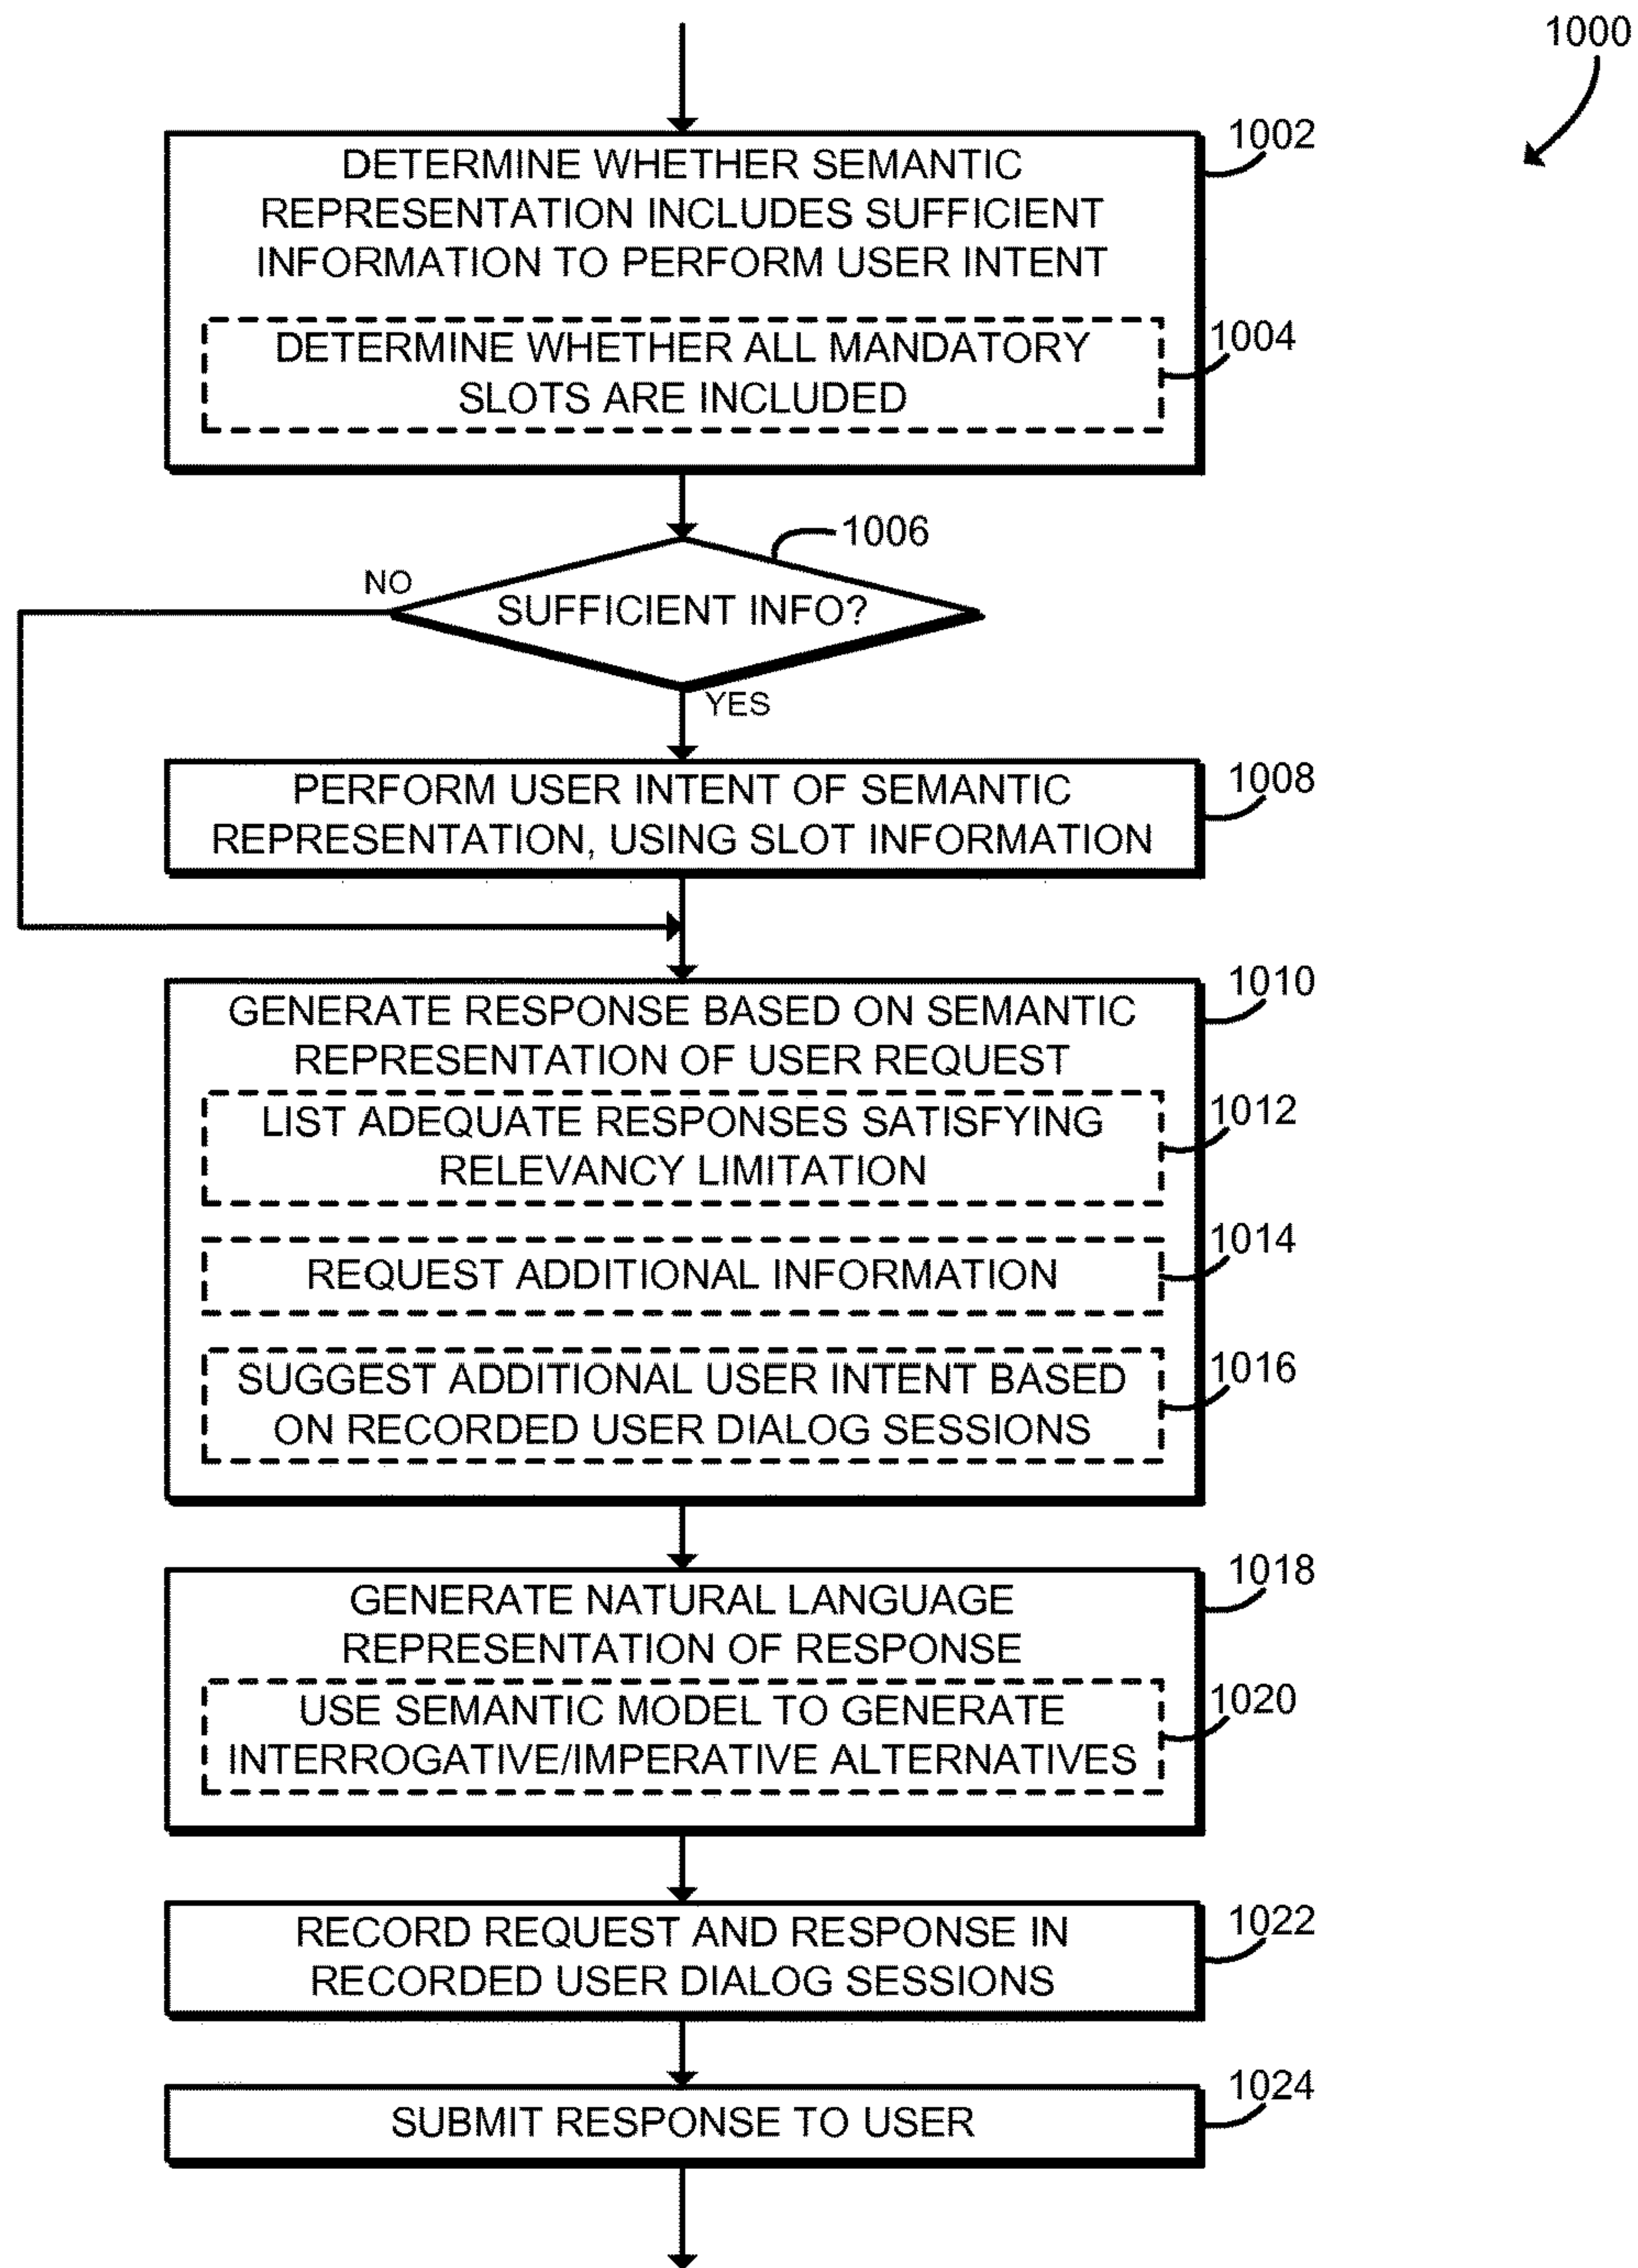 1000
1002
DETERMINE WHETHER SEMANTIC
REPRESENTATION INCLUDES SUFFICIENT
INFORMATION TO PERFORM USER INTENT
1004
DETERMINE WHETHER ALL MANDATORY
SLOTS ARE INCLUDED
1006
NO
SUFFICIENT INFO?
YES
1008
PERFORM USER INTENT OF SEMANTIC
REPRESENTATION, USING SLOT INFORMATION
1010
GENERATE RESPONSE BASED ON SEMANTIC
REPRESENTATION OF USER REQUEST
1012
LIST ADEQUATE RESPONSES SATISFYING
RELEVANCY LIMITATION
1014
REQUEST ADDITIONAL INFORMATION
1016
SUGGEST ADDITIONAL USER INTENT BASED
ON RECORDED USER DIALOG SESSIONS
1018
GENERATE NATURAL LANGUAGE
REPRESENTATION OF RESPONSE
1020
USE SEMANTIC MODEL TO GENERATE
INTERROGATIVE/IMPERATIVE ALTERNATIVES
1022
RECORD REQUEST AND RESPONSE IN
RECORDED USER DIALOG SESSIONS
1024
SUBMIT RESPONSE TO USER